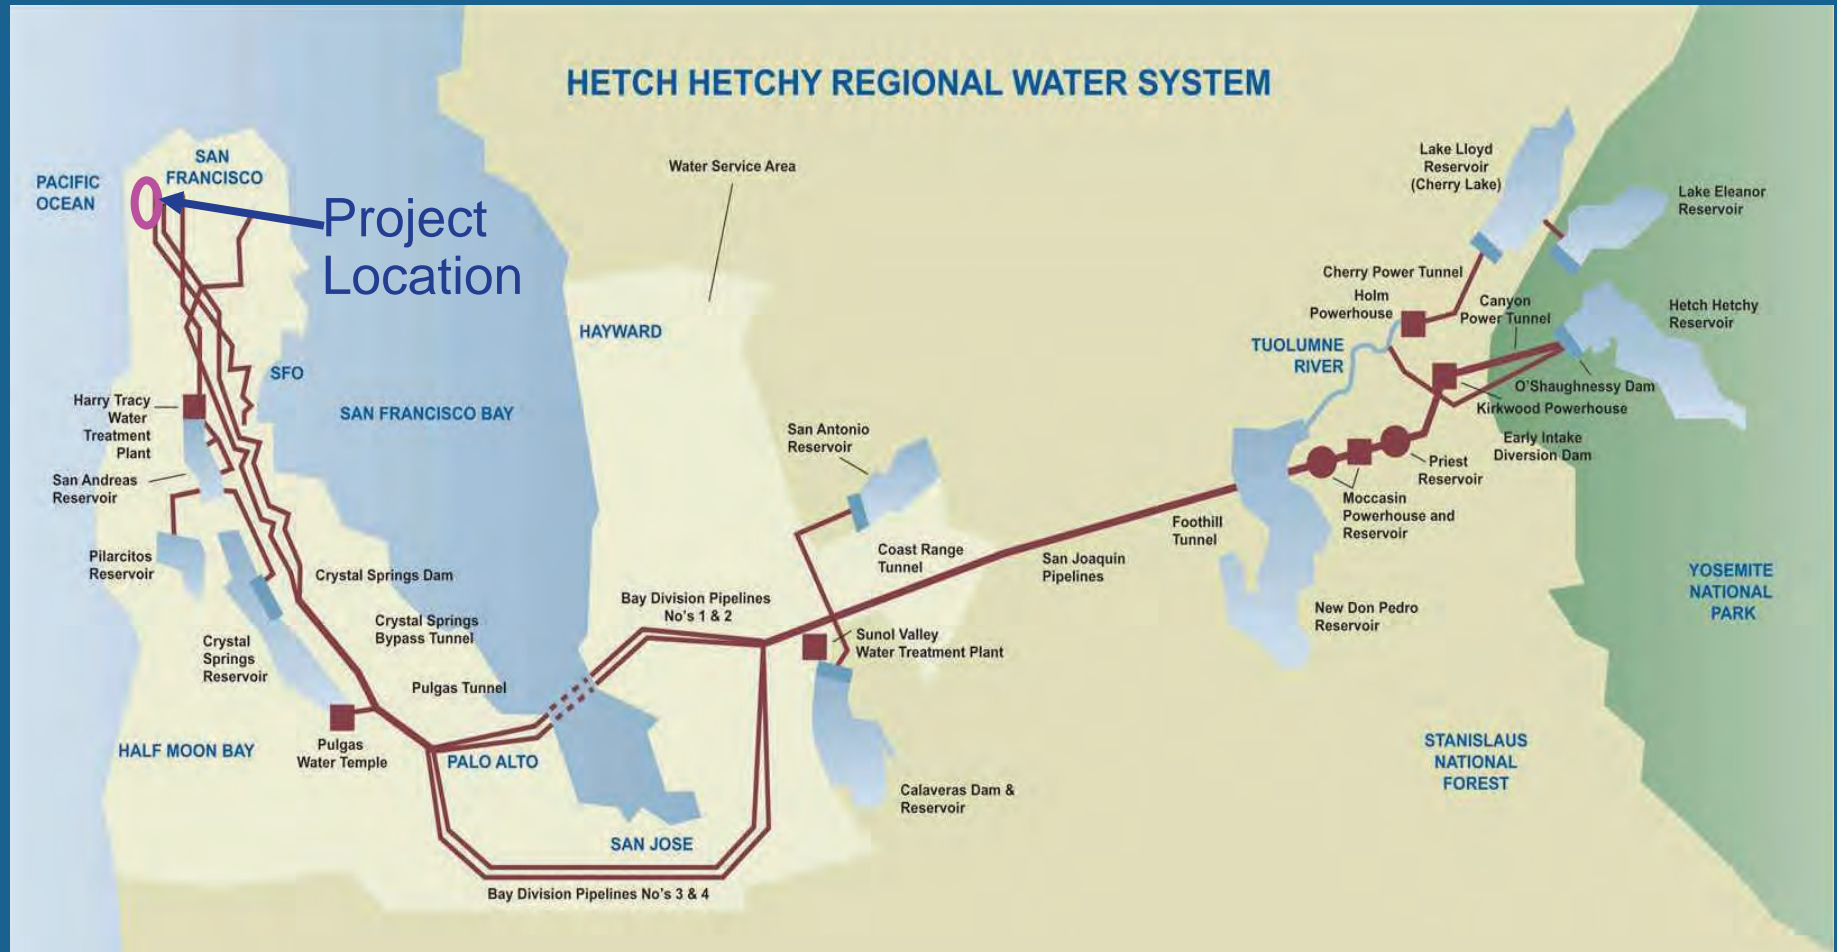 HETCH HETCHY REGIONAL WATER SYSTEM
SAN
FRANCISCO
PACIFIC
OCEAN
Project
Location
Water Service Area
Lake Lloyd
Reservoir
(Cherry Lake)
Lake Eleanor
Reservoir
Cherry Power Tunnel
Holm
Powerhouse
Canyon
Power Tunnel
Hetch Hetchy
Reservoir
HAYWARD
TUOLUMNE
RIVER
SFO
O'Shaughnessy Dam
Kirkwood Powerhouse
Harry Tracy
Water
Treatment
Plant
SAN FRANCISCO BAY
San Antonio
Reservoir
Early Intake
Diversion Dam
Priest
Reservoir
San Andreas
Reservoir
Moccasin
Powerhouse and
Reservoir
Foothill
Tunnel
Pilarcitos
Reservoir
Coast Range
Tunnel
San Joaquin
Pipelines
Crystal Springs Dam
YOSEMITE
NATIONAL
PARK
Bay Division Pipelines
No's 1 & 2
New Don Pedro
Reservoir
Crystal Springs
Bypass Tunnel
Sunol Valley
Water Treatment Plant
Crystal
Springs
Reservoir
Pulgas Tunnel
HALF MOON BAY
Pulgas
Water Temple
PALO ALTO
STANISLAUS
NATIONAL
FOREST
Calaveras Dam &
Reservoir
SAN JOSE
Bay Division Pipelines No's 3 & 4